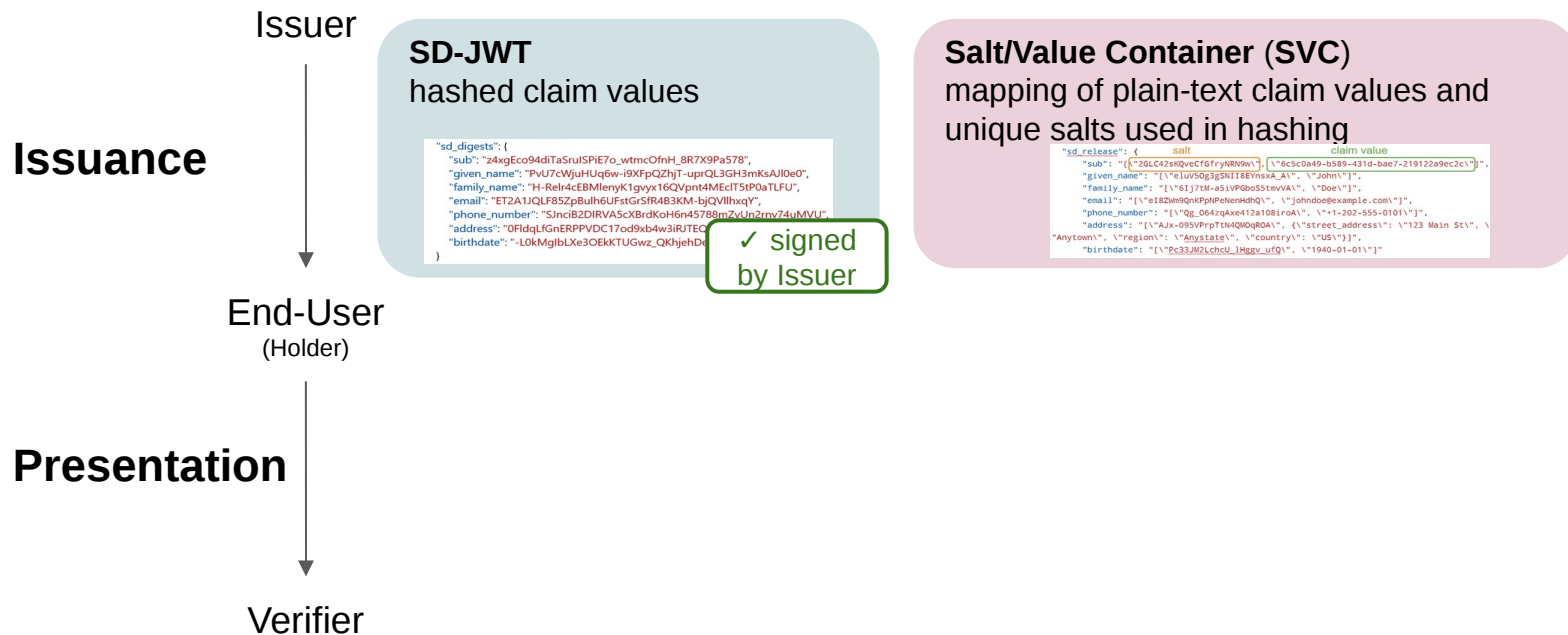 Issuer
Issuance
End-User
(Holder)
Presentation
Verifier
SD-JWT
hashed claim values
"sd_digests": {
"sub": "z4xgEco94diTaSruISPiE7o_wtmcOfnH_8R7X9Pa578",
"given_name": "PvU7cWjuHUq6w-i9XFpQZhjT-uprQL3GH3mKsAJl0e0",
"family_name": "H-Relr4cEBMlenyK1gvyx16QVpnt4MEclT5tP0aTLFU",
"email": "ET2A1JQLF85ZpBulh6UFstGrSfR4B3KM-bjQVllhxqY",
"phone_number": "SJnciB2DIRVA5cXBrdKoH6n45788mZyUn2rnv74uMVU",
"address": "0FldqLfGnERPPVDC17od9xb4w3iRJTEQ
"birthdate": "-L0kMgIbLXe3OEkKTUGwz_QKhjehDe
}
✓ signed
by Issuer
Salt/Value Container (SVC)
mapping of plain-text claim values and
unique salts used in hashing
salt claim value
"sd_release": {
"sub": "[\"2GLC42sKQveCfGfryNRN9w\", \"6c5c0a49-b589-431d-bae7-219122a9ec2c\"]",
"given_name": "[\"eluV5Og3gSNII8EYnsxA_A\", \"John\"]",
"family_name": "[\"6Ij7tM-a5iVPGboS5tmvVA\", \"Doe\"]",
"email": "[\"eI8ZWm9QnKPpNPeNenHdhQ\", \"johndoe@example.com\"]",
"phone_number": "[\"Qg_O64zqAxe412a108iroA\", \"+1-202-555-0101\"]",
"address": "[\"AJx-095VPrpTtN4QMOqROA\", {\"street_address\": \"123 Main St\", \
"Anytown\", \"region\": \"Anystate\", \"country\": \"US\"}]",
"birthdate": "[\"Pc33JM2LchcU_lHggv_ufQ\", \"1940-01-01\"]"